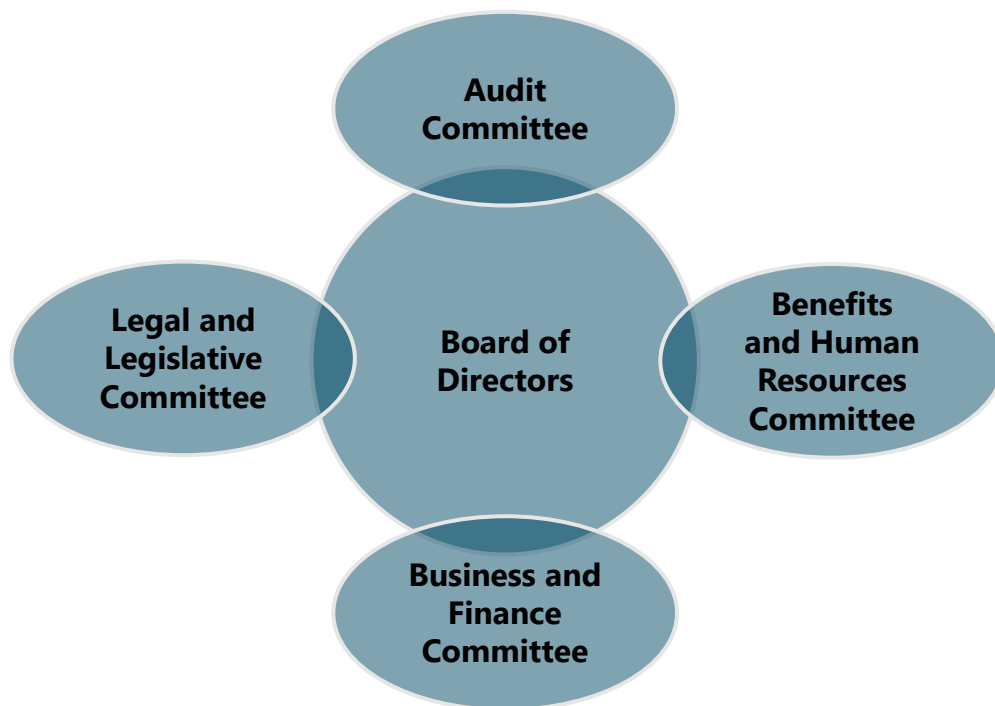 Audit
Committee
Legal and
Legislative
Committee
Board of
Directors
Benefits
and Human
Resources
Committee
Business and
Finance
Committee